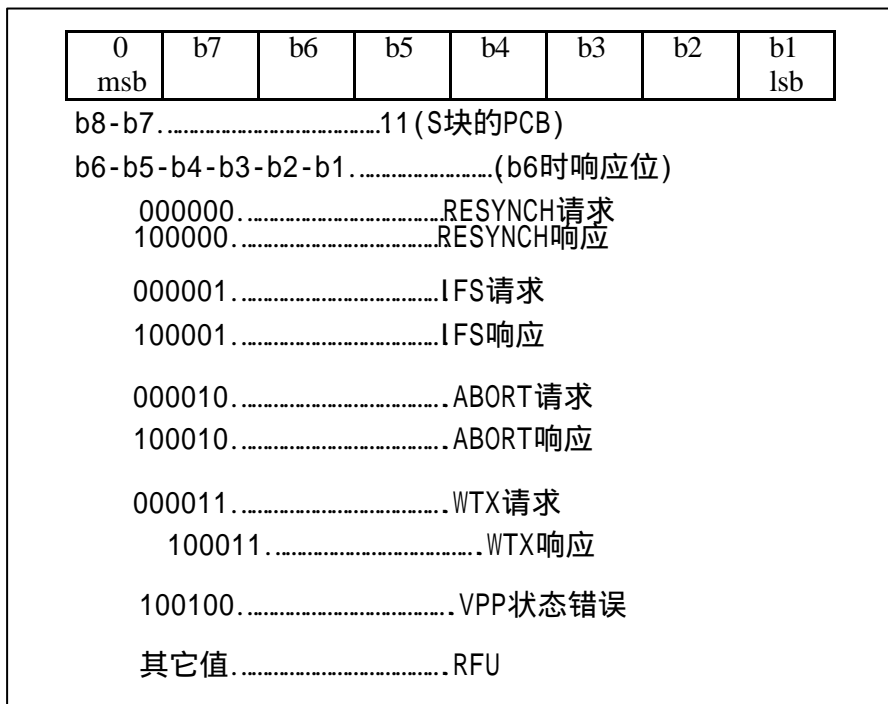 0 b7 b6 b5 b4 b3 b2 b1
msb lsb
b8-b7……………………………11(S块的PCB)
b6-b5-b4-b3-b2-b1…………………(b6时响应位)
000000……………………………RESYNCH请求
100000……………………………RESYNCH响应
000001……………………………IFS请求
100001……………………………IFS响应
000010……………………………ABORT请求
100010……………………………ABORT响应
000011……………………………WTX请求
100011……………………………WTX响应
100100……………………………VPP状态错误
其它值……………………………RFU